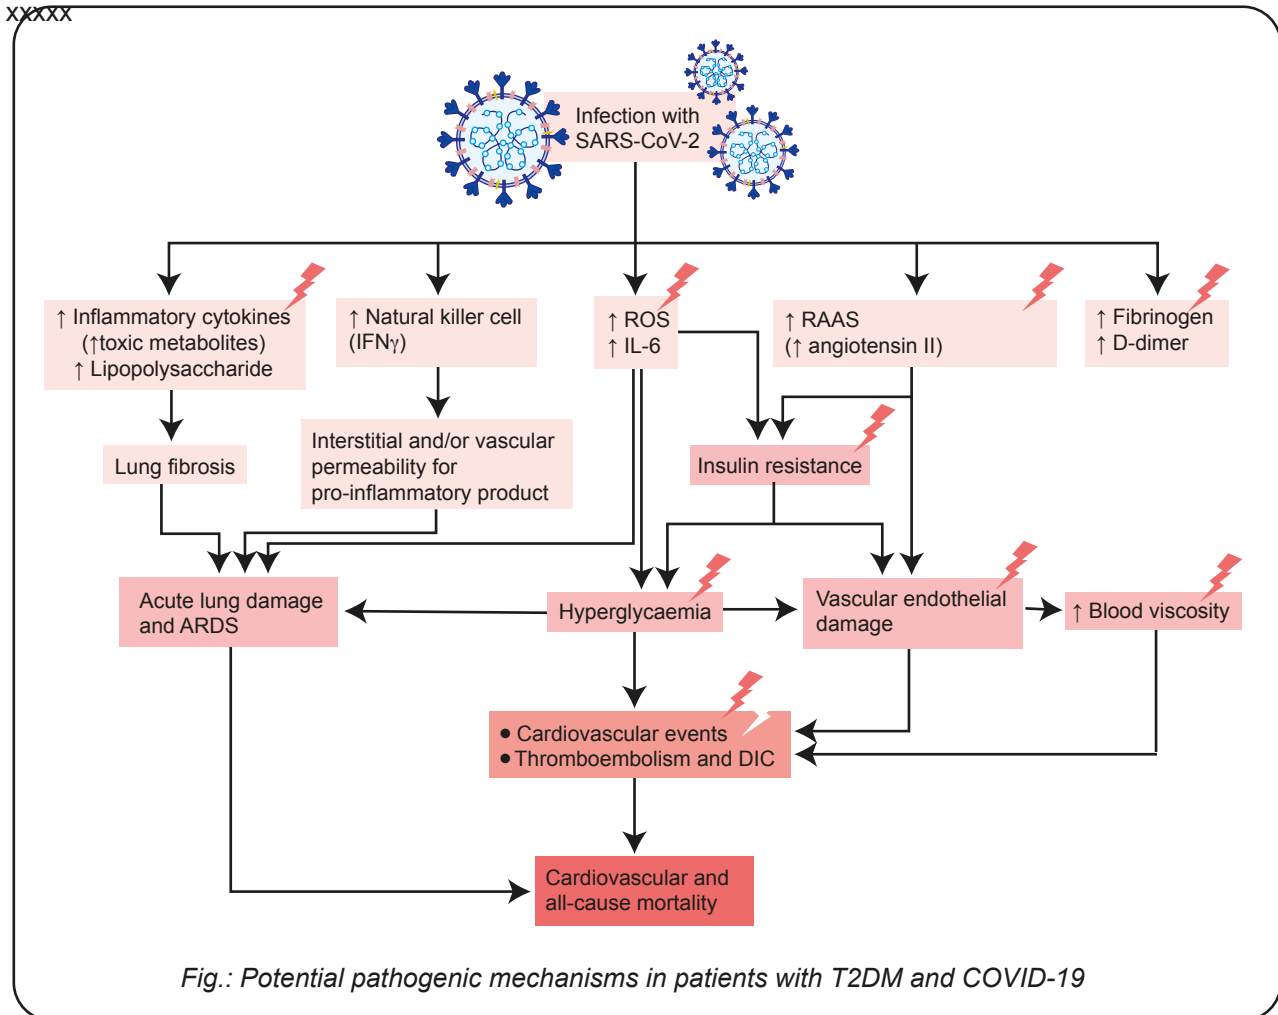 xxxxx
Infection with
SARS-CoV-2
↑ Inflammatory cytokines
(↑toxic metabolites)
↑ Lipopolysaccharide
↑ Natural killer cell
(IFNγ)
↑ ROS
↑ IL-6
↑ RAAS
(↑ angiotensin II)
↑ Fibrinogen
↑ D-dimer
Lung fibrosis
Interstitial and/or vascular
permeability for
pro-inflammatory product
Insulin resistance
Acute lung damage
and ARDS
Hyperglycaemia
Vascular endothelial
damage
↑ Blood viscosity
● Cardiovascular events
● Thromboembolism and DIC
Cardiovascular and
all-cause mortality
Fig.: Potential pathogenic mechanisms in patients with T2DM and COVID-19